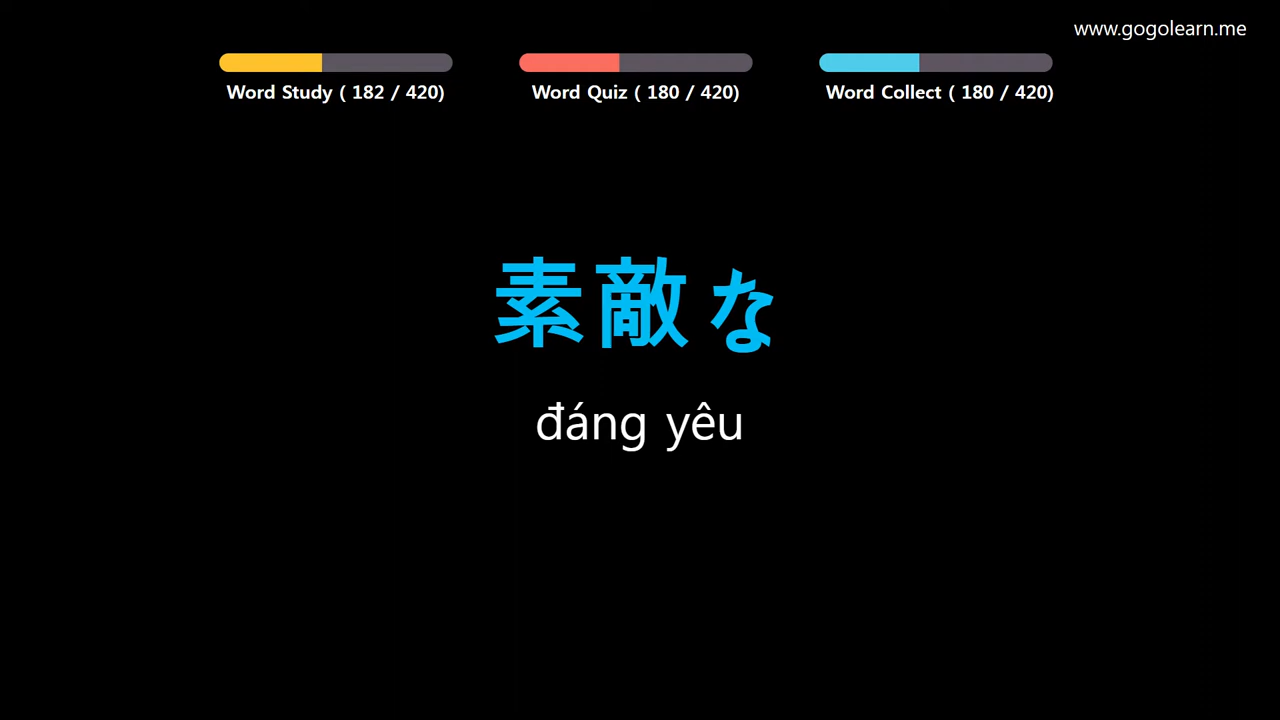 www.gogolearn.me
Word Study ( 182 / 420)
Word Quiz ( 180 / 420)
Word Collect ( 180 / 420)
素敵な
đáng yêu